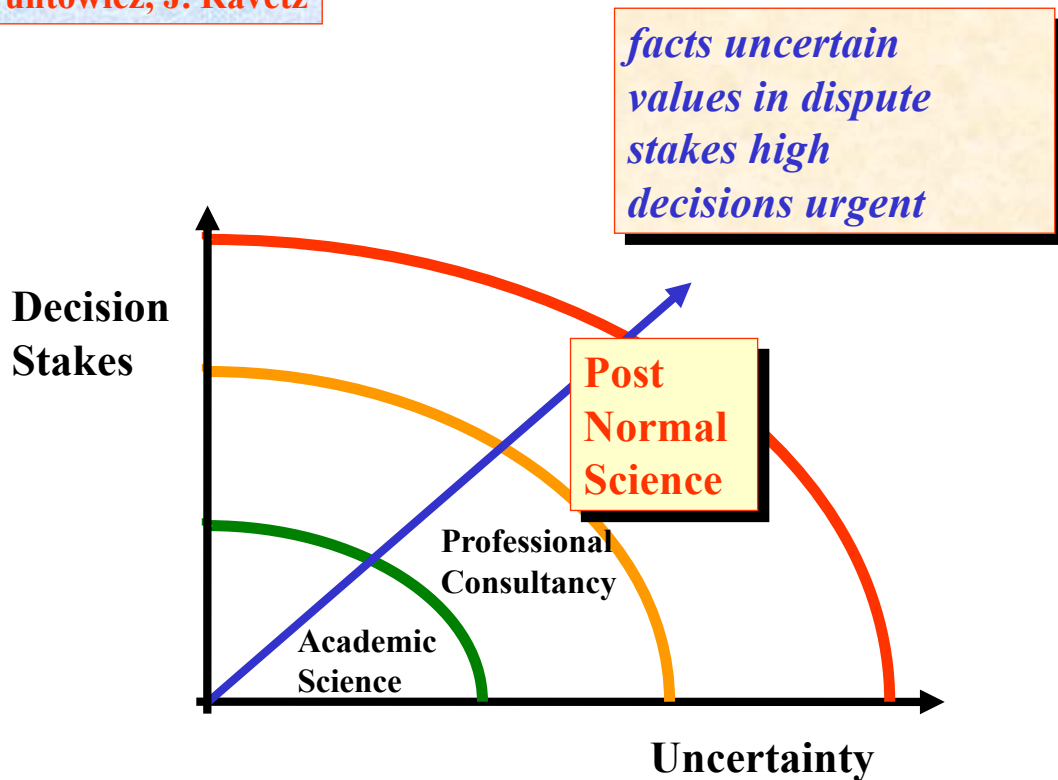 J. Ravetz
facts uncertain
values in dispute
stakes high
decisions urgent
Decision
Stakes
Post
Normal
Science
Professional
Consultancy
Academic
Science
Uncertainty